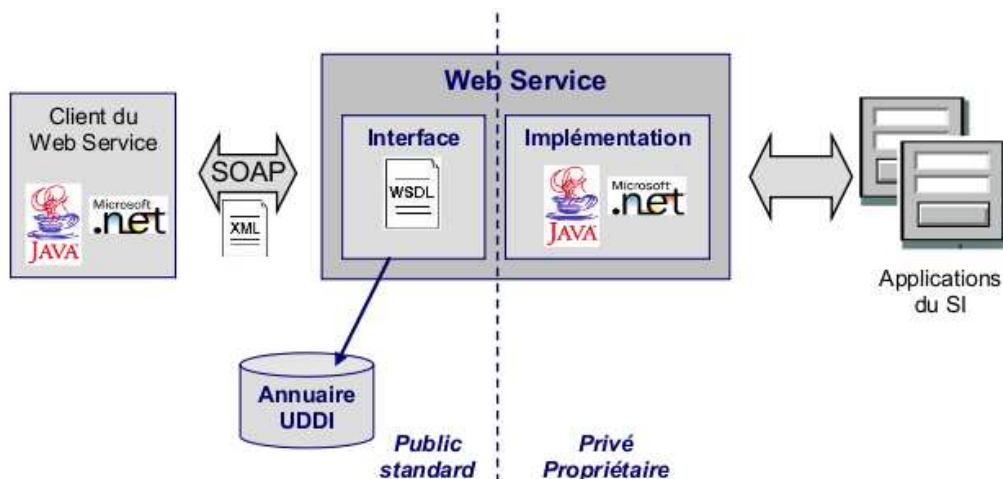 Web Service
Client du
Web Service
Microsoft
.net
JAVA
SOAP
XML
Interface
WSDL
Implémentation
JAVA
Microsoft
.net
Applications
du SI
Annuaire
UDDI
Public
standard
Privé
Propriétaire